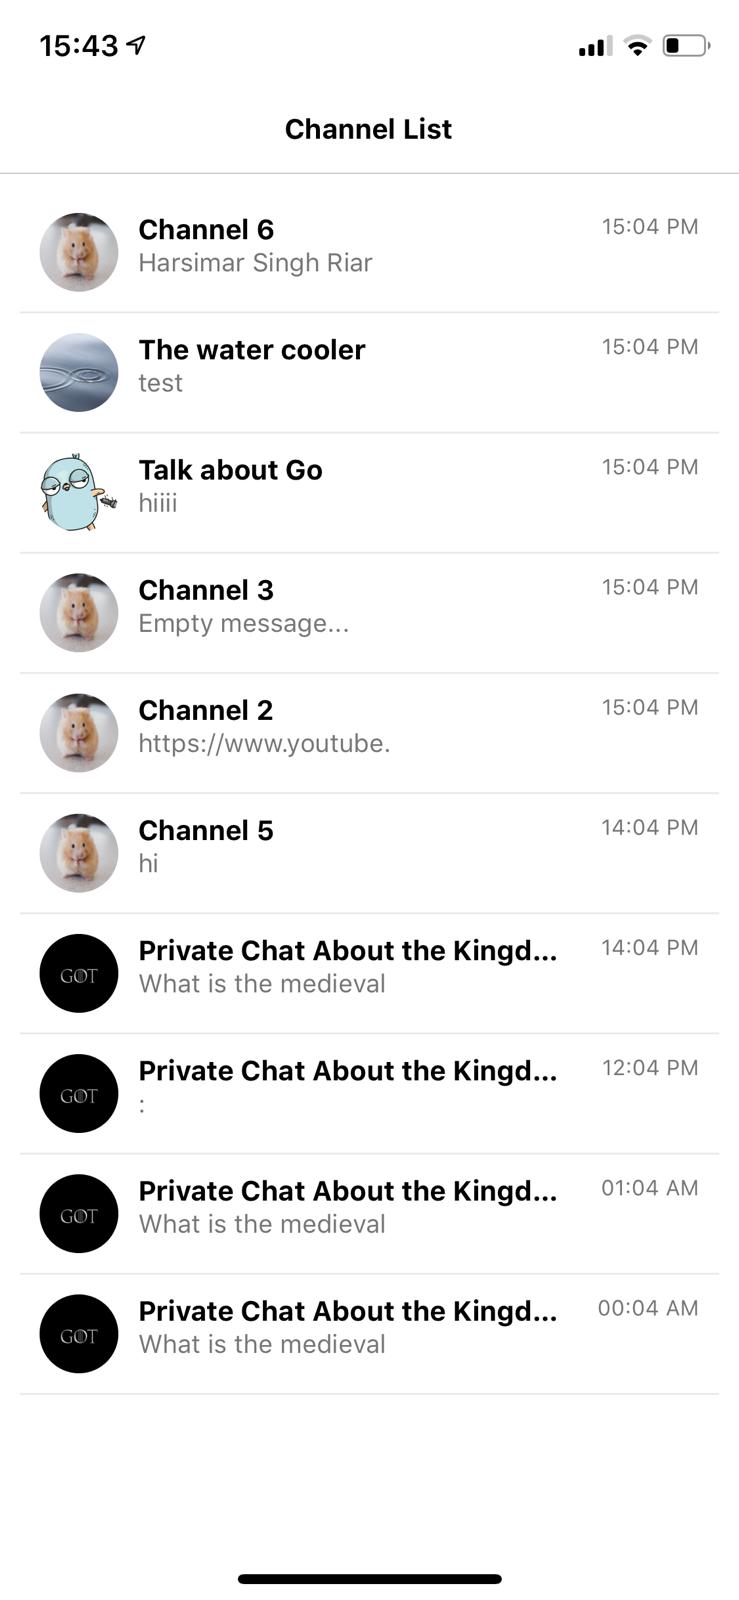 15:43
Channel List
Channel 6
15:04 PM
Harsimar Singh Riar
The water cooler
15:04 PM
test
Talk about Go
15:04 PM
hiiii
Channel 3
15:04 PM
Empty message...
Channel 2
15:04 PM
https://www.youtube.
Channel 5
14:04 PM
hi
Private Chat About the Kingd...
14:04 PM
What is the medieval
GOT
Private Chat About the Kingd...
12:04 PM
:
GOT
Private Chat About the Kingd...
01:04 AM
What is the medieval
GOT
Private Chat About the Kingd...
00:04 AM
What is the medieval
GOT